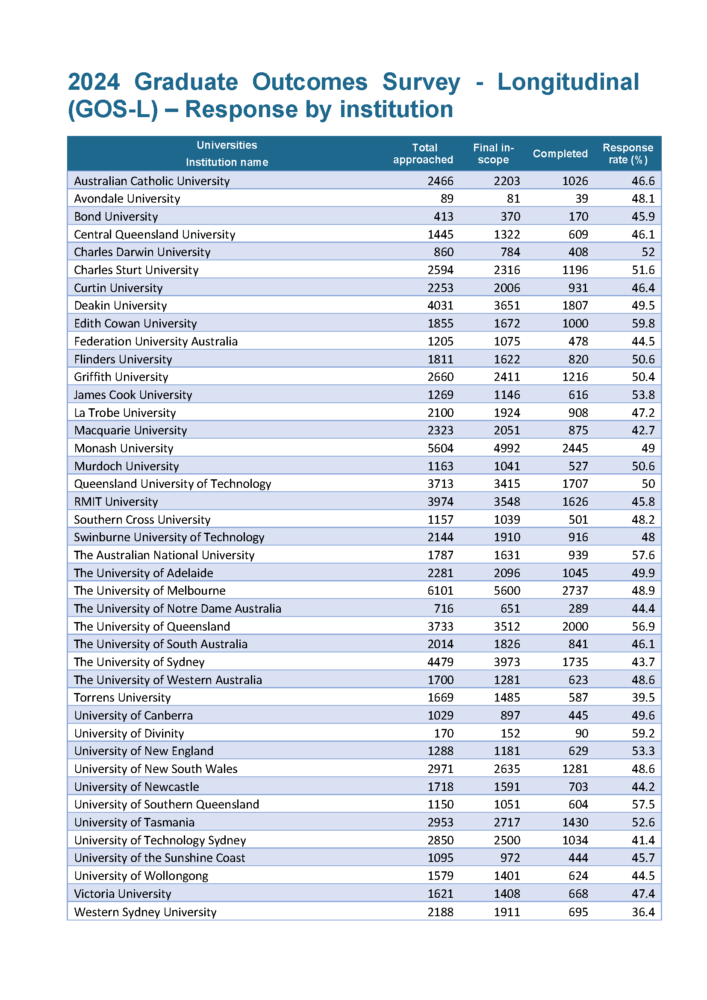 2024 Graduate Outcomes Survey - Longitudinal
(GOS-L) – Response by institution
Universities
Institution name
Total approached
Final in-scope
Completed
Response rate (%)
Australian Catholic University 2466 2203 1026 46.6
Avondale University 89 81 39 48.1
Bond University 413 370 170 45.9
Central Queensland University 1445 1322 609 46.1
Charles Darwin University 860 784 408 52
Charles Sturt University 2594 2316 1196 51.6
Curtin University 2253 2006 931 46.4
Deakin University 4031 3651 1807 49.5
Edith Cowan University 1855 1672 1000 59.8
Federation University Australia 1205 1075 478 44.5
Flinders University 1811 1622 820 50.6
Griffith University 2660 2411 1216 50.4
James Cook University 1269 1146 616 53.8
La Trobe University 2100 1924 908 47.2
Macquarie University 2323 2051 875 42.7
Monash University 5604 4992 2445 49
Murdoch University 1163 1041 527 50.6
Queensland University of Technology 3713 3415 1707 50
RMIT University 3974 3548 1626 45.8
Southern Cross University 1157 1039 501 48.2
Swinburne University of Technology 2144 1910 916 48
The Australian National University 1787 1631 939 57.6
The University of Adelaide 2281 2096 1045 49.9
The University of Melbourne 6101 5600 2737 48.9
The University of Notre Dame Australia 716 651 289 44.4
The University of Queensland 3733 3512 2000 56.9
The University of South Australia 2014 1826 841 46.1
The University of Sydney 4479 3973 1735 43.7
The University of Western Australia 1700 1281 623 48.6
Torrens University 1669 1485 587 39.5
University of Canberra 1029 897 445 49.6
University of Divinity 170 152 90 59.2
University of New England 1288 1181 629 53.3
University of New South Wales 2971 2635 1281 48.6
University of Newcastle 1718 1591 703 44.2
University of Southern Queensland 1150 1051 604 57.5
University of Tasmania 2953 2717 1430 52.6
University of Technology Sydney 2850 2500 1034 41.4
University of the Sunshine Coast 1095 972 444 45.7
University of Wollongong 1579 1401 624 44.5
Victoria University 1621 1408 668 47.4
Western Sydney University 2188 1911 695 36.4